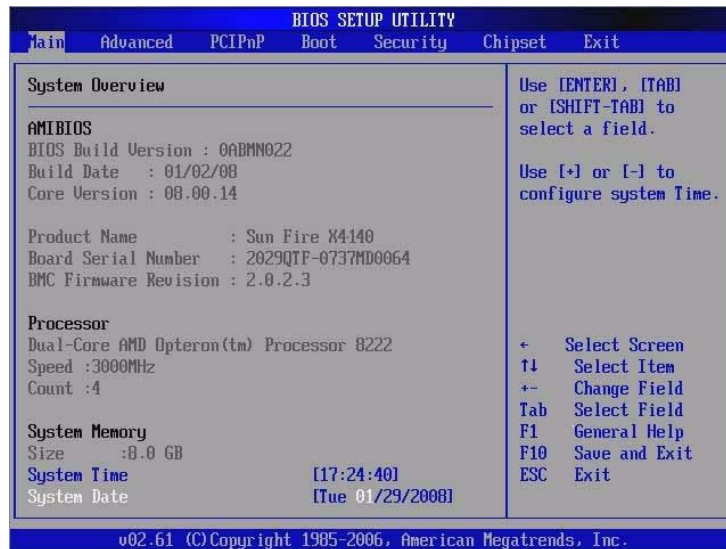 BIOS SETUP UTILITY
Main Advanced PCIPnP Boot Security Chipset Exit
System Overview
AMIBIOS
BIOS Build Version : 0ABMN022
Build Date : 01/02/08
Core Version : 08.00.14
Product Name : Sun Fire X4140
Board Serial Number : 2029QTF-0737MD0064
BMC Firmware Revision : 2.0.2.3
Processor
Dual-Core AMD Opteron(tm) Processor 8222
Speed :3000MHz
Count :4
System Memory
Size :8.0 GB
System Time [17:24:40]
System Date [Tue 01/29/2008]
Use [ENTER], [TAB]
or [SHIFT-TAB] to
select a field.
Use [+] or [-] to
configure system Time.
← Select Screen
↑↓ Select Item
+- Change Field
Tab Select Field
F1 General Help
F10 Save and Exit
ESC Exit
v02.61 (C)Copyright 1985-2006, American Megatrends, Inc.